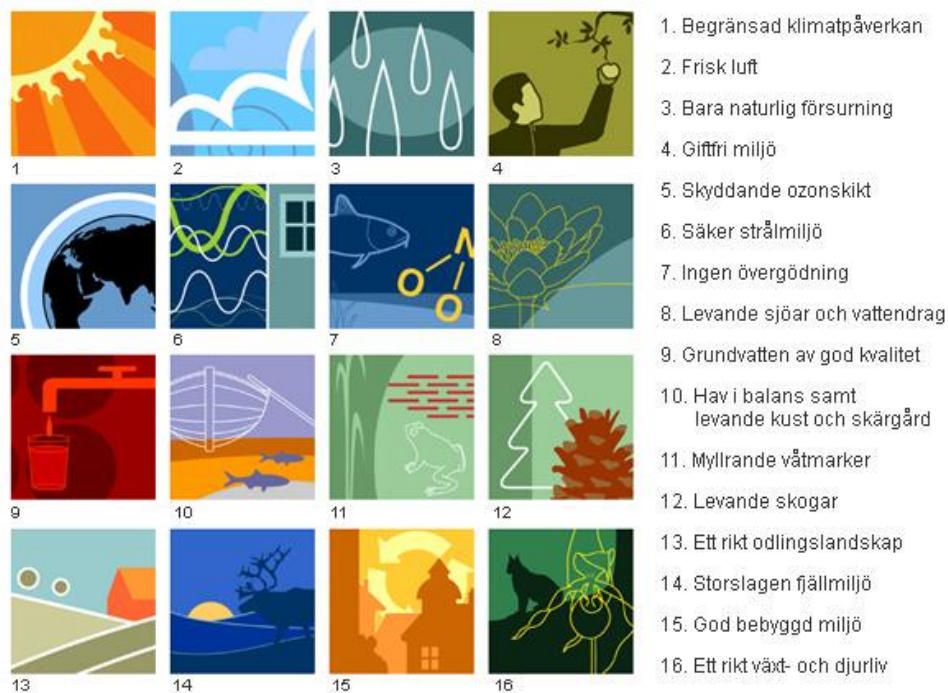 1
2
3
4
5
6
7
O
N
O
8
9
10
11
12
13
14
15
16
1. Begränsad klimatpåverkan
2. Frisk luft
3. Bara naturlig försurning
4. Giftfri miljö
5. Skyddande ozonskikt
6. Säker strålmiljö
7. Ingen övergödning
8. Levande sjöar och vattendrag
9. Grundvatten av god kvalitet
10. Hav i balans samt
levande kust och skärgård
11. Myllrande våtmarker
12. Levande skogar
13. Ett rikt odlingslandskap
14. Storslagen fjällmiljö
15. God bebyggd miljö
16. Ett rikt växt- och djurliv